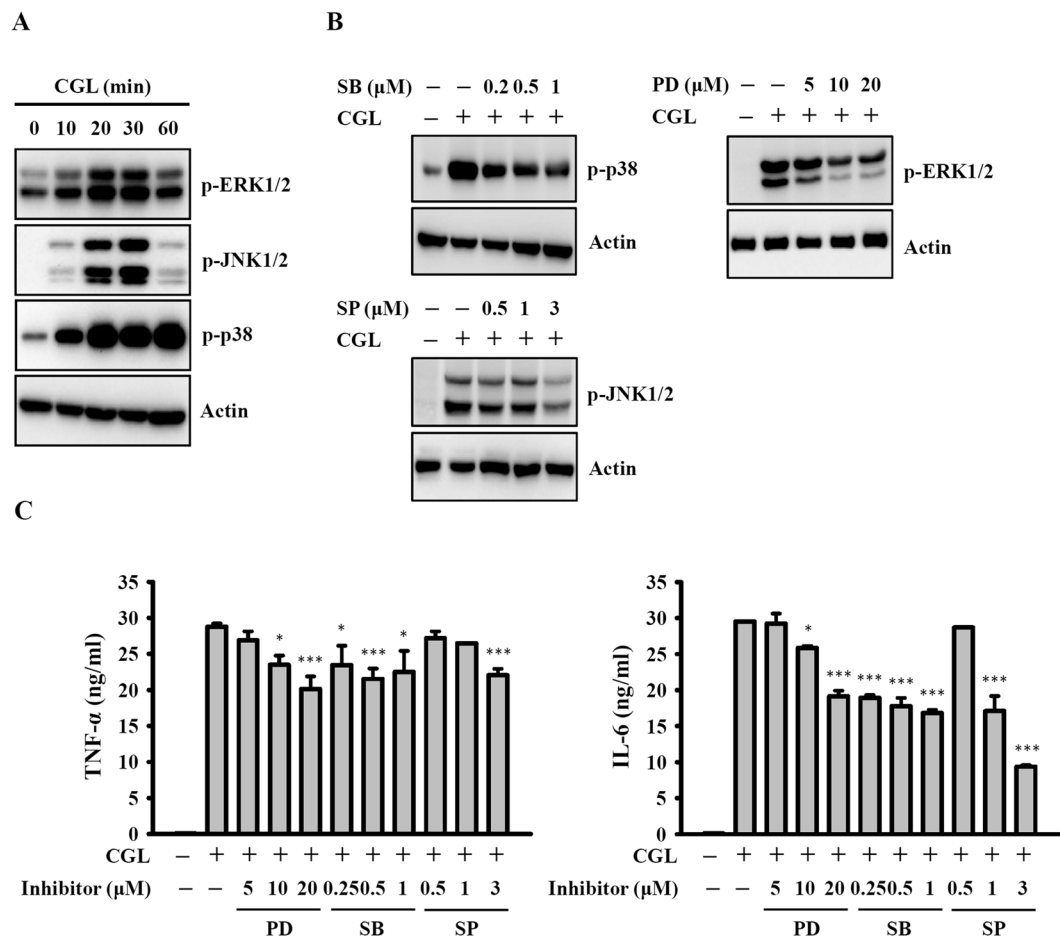 A
CGL (min)
0 10 20 30 60
p-ERK1/2
p-JNK1/2
p-p38
Actin
B
SB (μM) – – 0.2 0.5 1
CGL – + + + +
p-p38
Actin
PD (μM) – – 5 10 20
CGL – + + + +
p-ERK1/2
Actin
SP (μM) – – 0.5 1 3
CGL – + + + +
p-JNK1/2
Actin
C
TNF-α (ng/ml)
35
30
25
20
15
10
5
0
* *** * *** * ***
CGL – + + + + + + + + + +
Inhibitor (μM) – – 5 10 20 0.25 0.5 1 0.5 1 3
PD SB SP
IL-6 (ng/ml)
35
30
25
20
15
10
5
0
* *** *** *** *** *** ***
CGL – + + + + + + + + + +
Inhibitor (μM) – – 5 10 20 0.25 0.5 1 0.5 1 3
PD SB SP